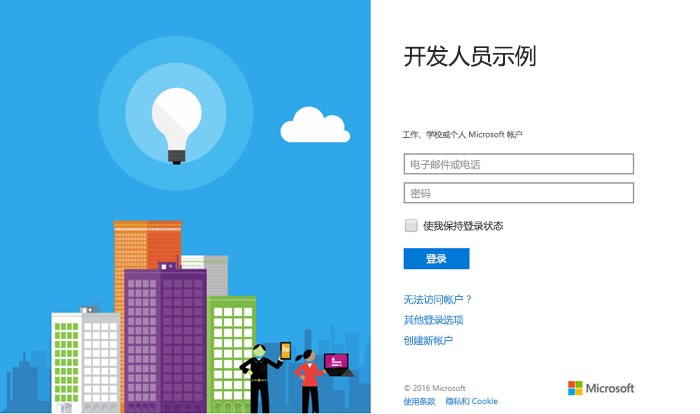 开发人员示例
工作、学校或个人 Microsoft 帐户
电子邮件或电话
密码
使我保持登录状态
登录
无法访问帐户？
其他登录选项
创建新帐户
© 2016 Microsoft
使用条款 隐私和 Cookie
Microsoft